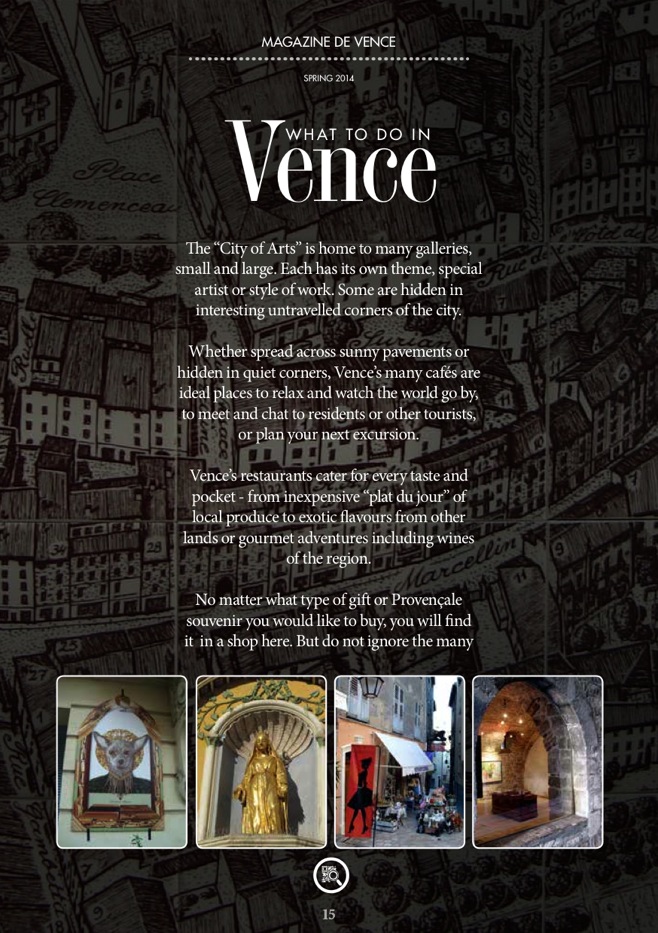 MAGAZINE DE VENCE
SPRING 2014
WHAT TO DO IN
Vence
The “City of Arts” is home to many galleries,
small and large. Each has its own theme, special
artist or style of work. Some are hidden in
interesting untravelled corners of the city.
Whether spread across sunny pavements or
hidden in quiet corners, Vence’s many cafés are
ideal places to relax and watch the world go by,
to meet and chat to residents or other tourists,
or plan your next excursion.
Vence’s restaurants cater for every taste and
pocket - from inexpensive “plat du jour” of
local produce to exotic flavours from other
lands or gourmet adventures including wines
of the region.
No matter what type of gift or Provençale
souvenir you would like to buy, you will find
it in a shop here. But do not ignore the many
Place
Clemenceau
Marcellin
15